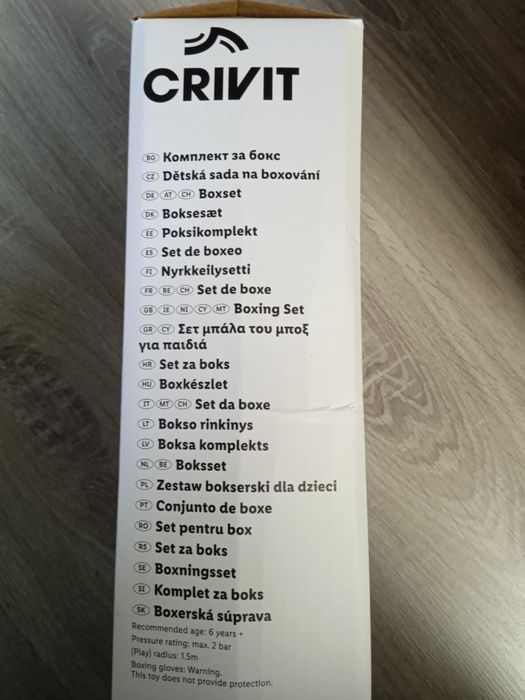 CRIVIT
BG Комплект за бокс
CZ Dětská sada na boxování
DE AT CH Boxset
DK Boksesæt
EE Poksikomplekt
ES Set de boxeo
FI Nyrkkeilysetti
FR BE CH Set de boxe
GB IE NI CY MT Boxing Set
GR CY Σετ μπάλα του μποξ
για παιδιά
HR Set za boks
HU Boxkészlet
IT MT CH Set da boxe
LT Bokso rinkinys
LV Boksa komplekts
NL BE Boksset
PL Zestaw bokserski dla dzieci
PT Conjunto de boxe
RO Set pentru box
RS Set za boks
SE Boxningsset
SI Komplet za boks
SK Boxerská súprava
Recommended age: 6 years +
Pressure rating: max. 2 bar
(Play) radius: 1.5m
Boxing gloves: Warning.
This toy does not provide protection.